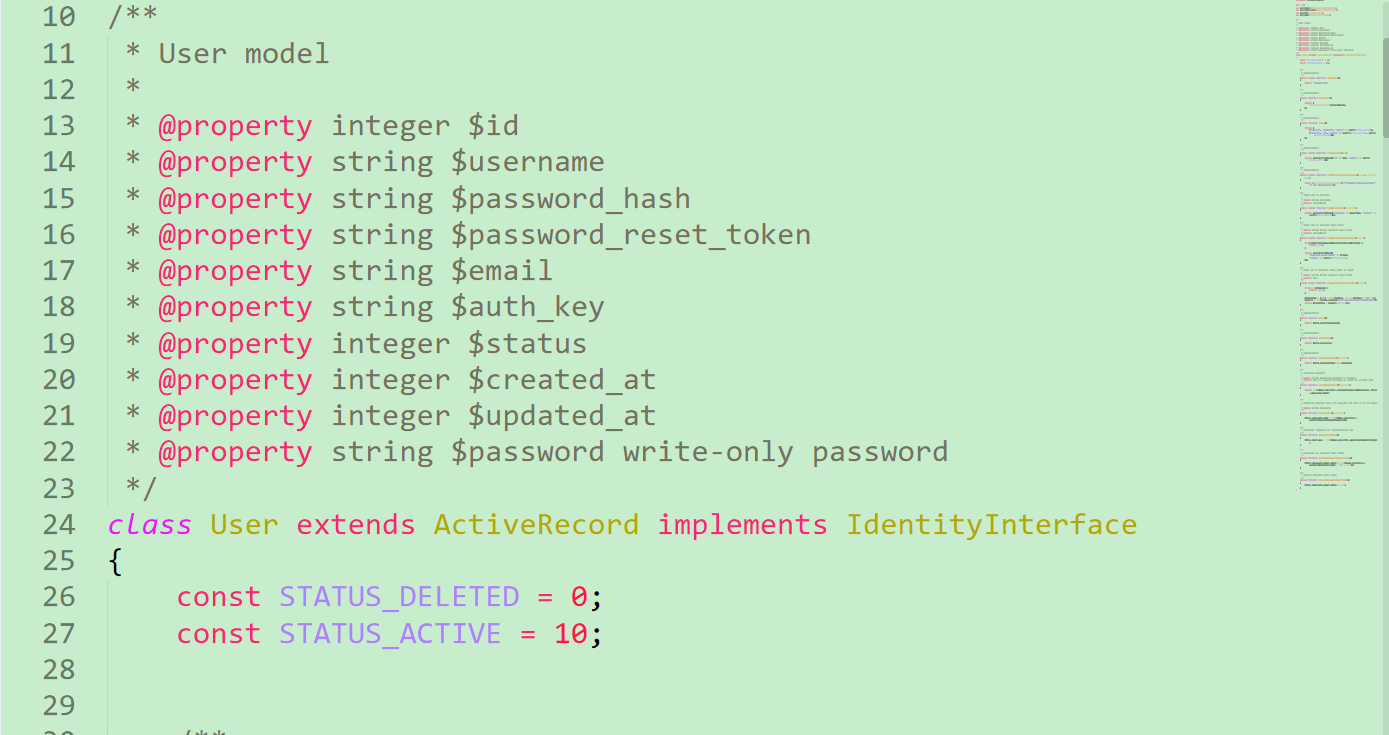 10 /**
11  * User model
12  *
13  * @property integer $id
14  * @property string $username
15  * @property string $password_hash
16  * @property string $password_reset_token
17  * @property string $email
18  * @property string $auth_key
19  * @property integer $status
20  * @property integer $created_at
21  * @property integer $updated_at
22  * @property string $password write-only password
23  */
24 class User extends ActiveRecord implements IdentityInterface
25 {
26     const STATUS_DELETED = 0;
27     const STATUS_ACTIVE = 10;
28
29
30     /**